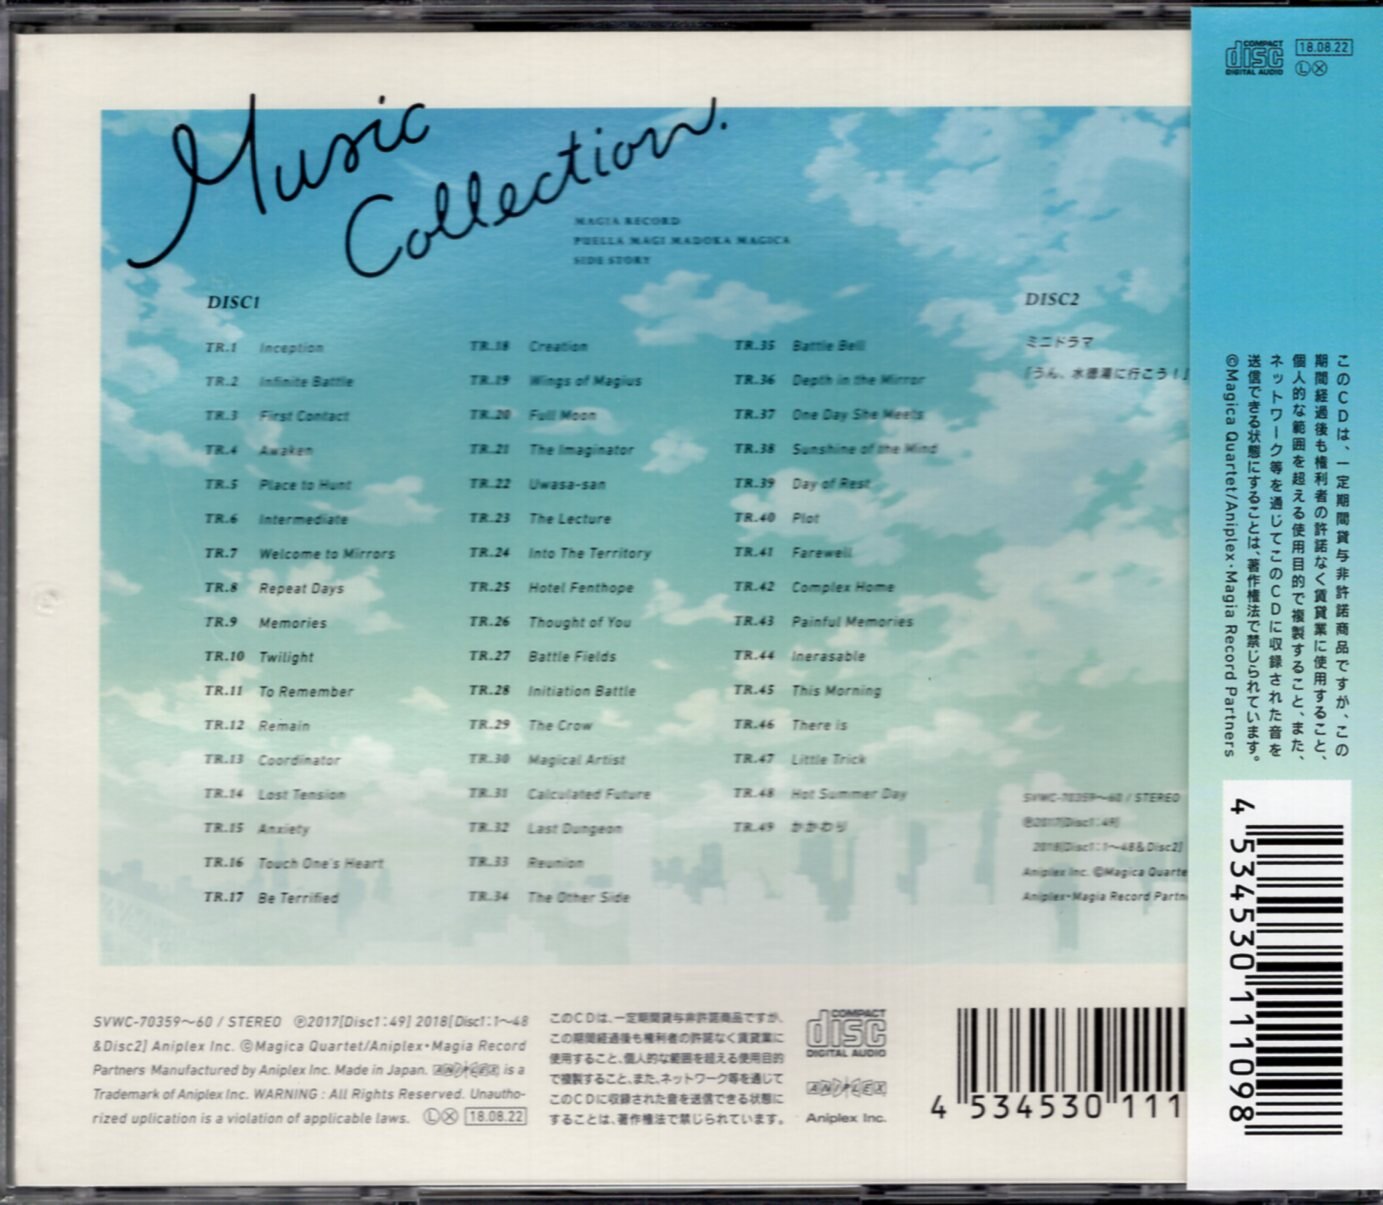 Music
Collection.
MAGIA RECORD
PUELLA MAGI MADOKA MAGICA
SIDE STORY
DISC1
TR.1 Inception
TR.2 Infinite Battle
TR.3 First Contact
TR.4 Awaken
TR.5 Place to Hunt
TR.6 Intermediate
TR.7 Welcome to Mirrors
TR.8 Repeat Days
TR.9 Memories
TR.10 Twilight
TR.11 To Remember
TR.12 Remain
TR.13 Coordinator
TR.14 Lost Tension
TR.15 Anxiety
TR.16 Touch One's Heart
TR.17 Be Terrified
TR.18 Creation
TR.19 Wings of Magius
TR.20 Full Moon
TR.21 The Imaginator
TR.22 Uwasa-san
TR.23 The Lecture
TR.24 Into The Territory
TR.25 Hotel Fenthope
TR.26 Thought of You
TR.27 Battle Fields
TR.28 Initiation Battle
TR.29 The Crow
TR.30 Magical Artist
TR.31 Calculated Future
TR.32 Last Dungeon
TR.33 Reunion
TR.34 The Other Side
TR.35 Battle Bell
TR.36 Depth in the Mirror
TR.37 One Day She Meets
TR.38 Sunshine of the Mind
TR.39 Day of Rest
TR.40 Plot
TR.41 Farewell
TR.42 Complex Home
TR.43 Painful Memories
TR.44 Inerasable
TR.45 This Morning
TR.46 There is
TR.47 Little Trick
TR.48 Hot Summer Day
TR.49 かかわり
DISC2
ミニドラマ
「うん、水徳湯に行こう！」
SVWC-70359〜60 / STEREO
℗2017[Disc1:49]
2018[Disc1:1〜48&Disc2]
Aniplex Inc. ©Magica Quarte
Aniplex・Magia Record Partn
SVWC-70359〜60 / STEREO ℗2017[Disc1:49] 2018[Disc1:1〜48
&Disc2] Aniplex Inc. ©Magica Quartet/Aniplex・Magia Record
Partners Manufactured by Aniplex Inc. Made in Japan. ANIPLEX is a
Trademark of Aniplex Inc. WARNING : All Rights Reserved. Unautho-
rized uplication is a violation of applicable laws. Ⓛ Ⓧ 18.08.22
このCDは、一定期間貸与非許諾商品ですが、
この期間経過後も権利者の許諾なく賃貸業に
使用すること、個人的な範囲を超える使用目的
で複製すること、また、ネットワーク等を通じて
このCDに収録された音を送信できる状態に
することは、著作権法で禁じられています。
COMPACT
disc
DIGITAL AUDIO
ANIPLEX
Aniplex Inc.
4 534530 111
COMPACT
disc
DIGITAL AUDIO
18.08.22
Ⓛ Ⓧ
このCDは、一定期間貸与非許諾商品ですが、この
期間経過後も権利者の許諾なく賃貸業に使用すること、
個人的な範囲を超える使用目的で複製すること、また、
ネットワーク等を通じてこのCDに収録された音を
送信できる状態にすることは、著作権法で禁じられています。
©Magica Quartet/Aniplex・Magia Record Partners
4 534530 111098